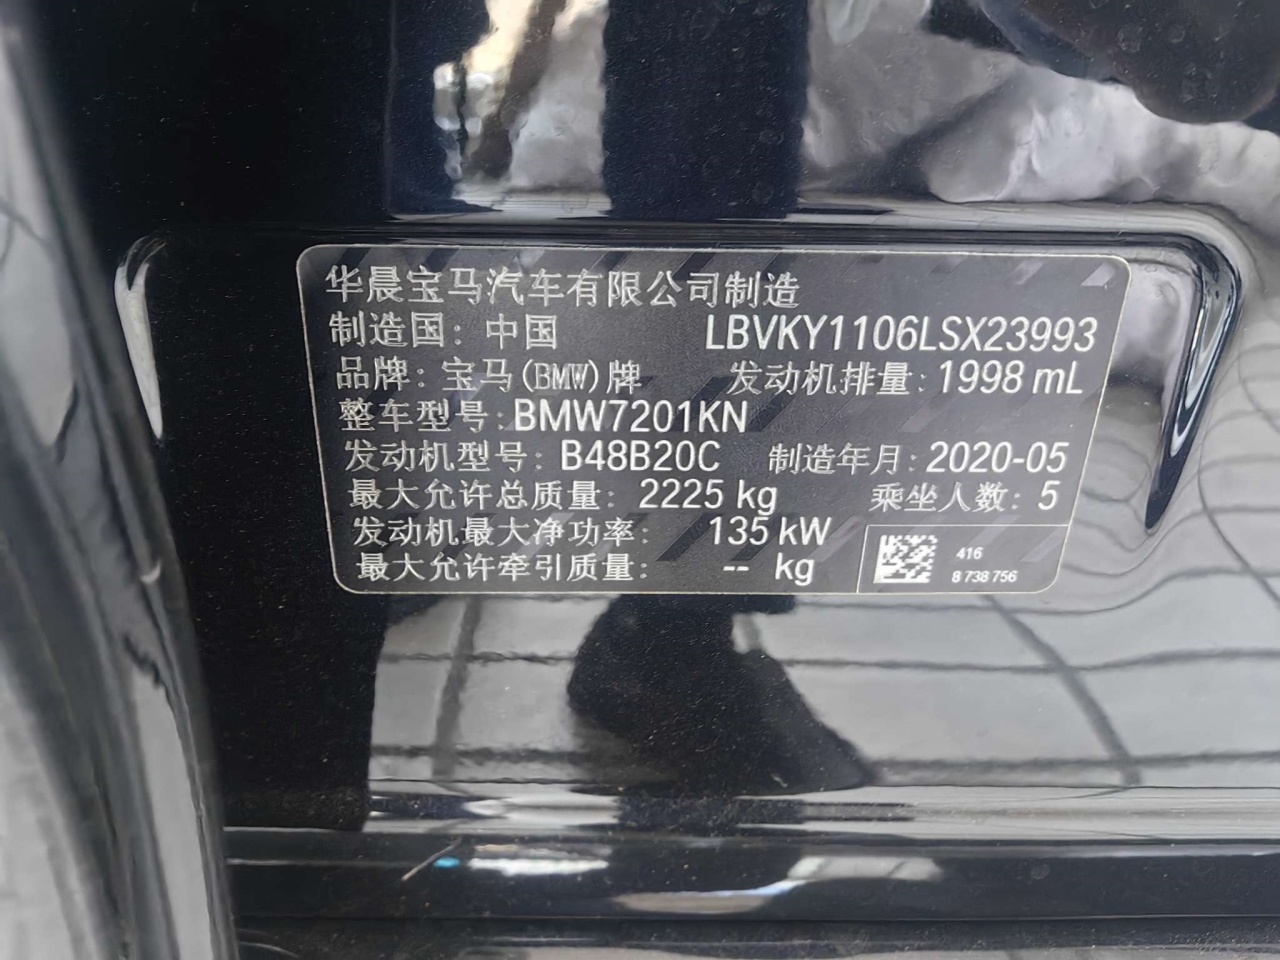 华晨宝马汽车有限公司制造
制造国：中国 LBVKY1106LSX23993
品牌：宝马(BMW)牌 发动机排量：1998 mL
整车型号：BMW7201KN
发动机型号：B48B20C 制造年月：2020-05
最大允许总质量：2225 kg 乘坐人数：5
发动机最大净功率：135 kW
最大允许牵引质量：-- kg
416
8 738 756